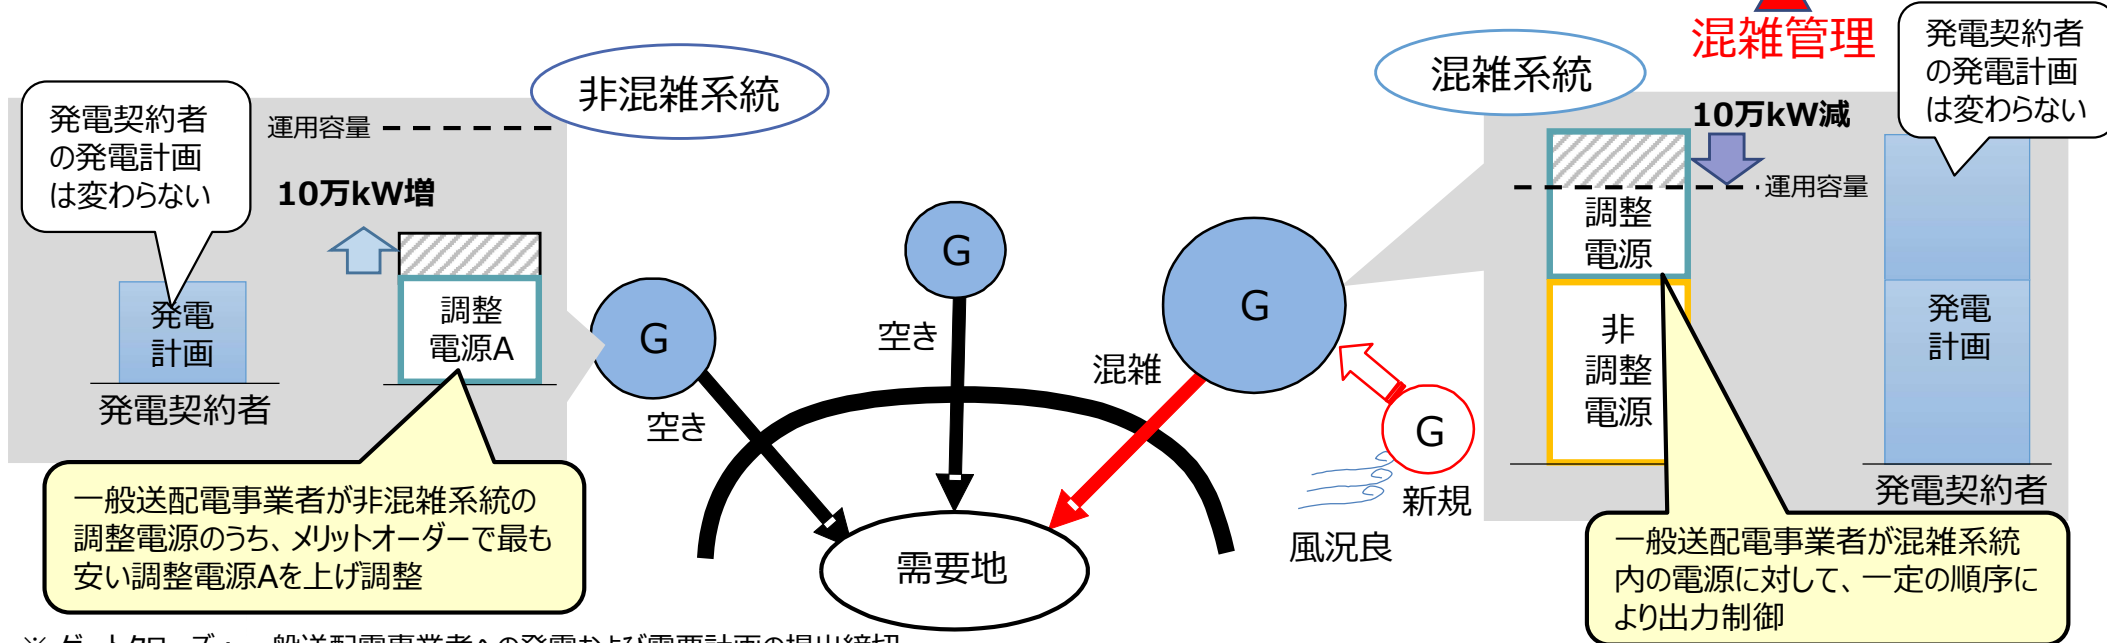 混雑管理
非混雑系統
混雑系統
発電契約者
の発電計画
は変わらない
運用容量
10万kW増
発電
計画
調整
電源A
発電契約者
一般送配電事業者が非混雑系統の
調整電源のうち、メリットオーダーで最も
安い調整電源Aを上げ調整
G
空き
G
空き
G
混雑
G
新規
風況良
需要地
10万kW減
運用容量
調整
電源
非
調整
電源
発電契約者
の発電計画
は変わらない
発電
計画
発電契約者
一般送配電事業者が混雑系統
内の電源に対して、一定の順序に
より出力制御